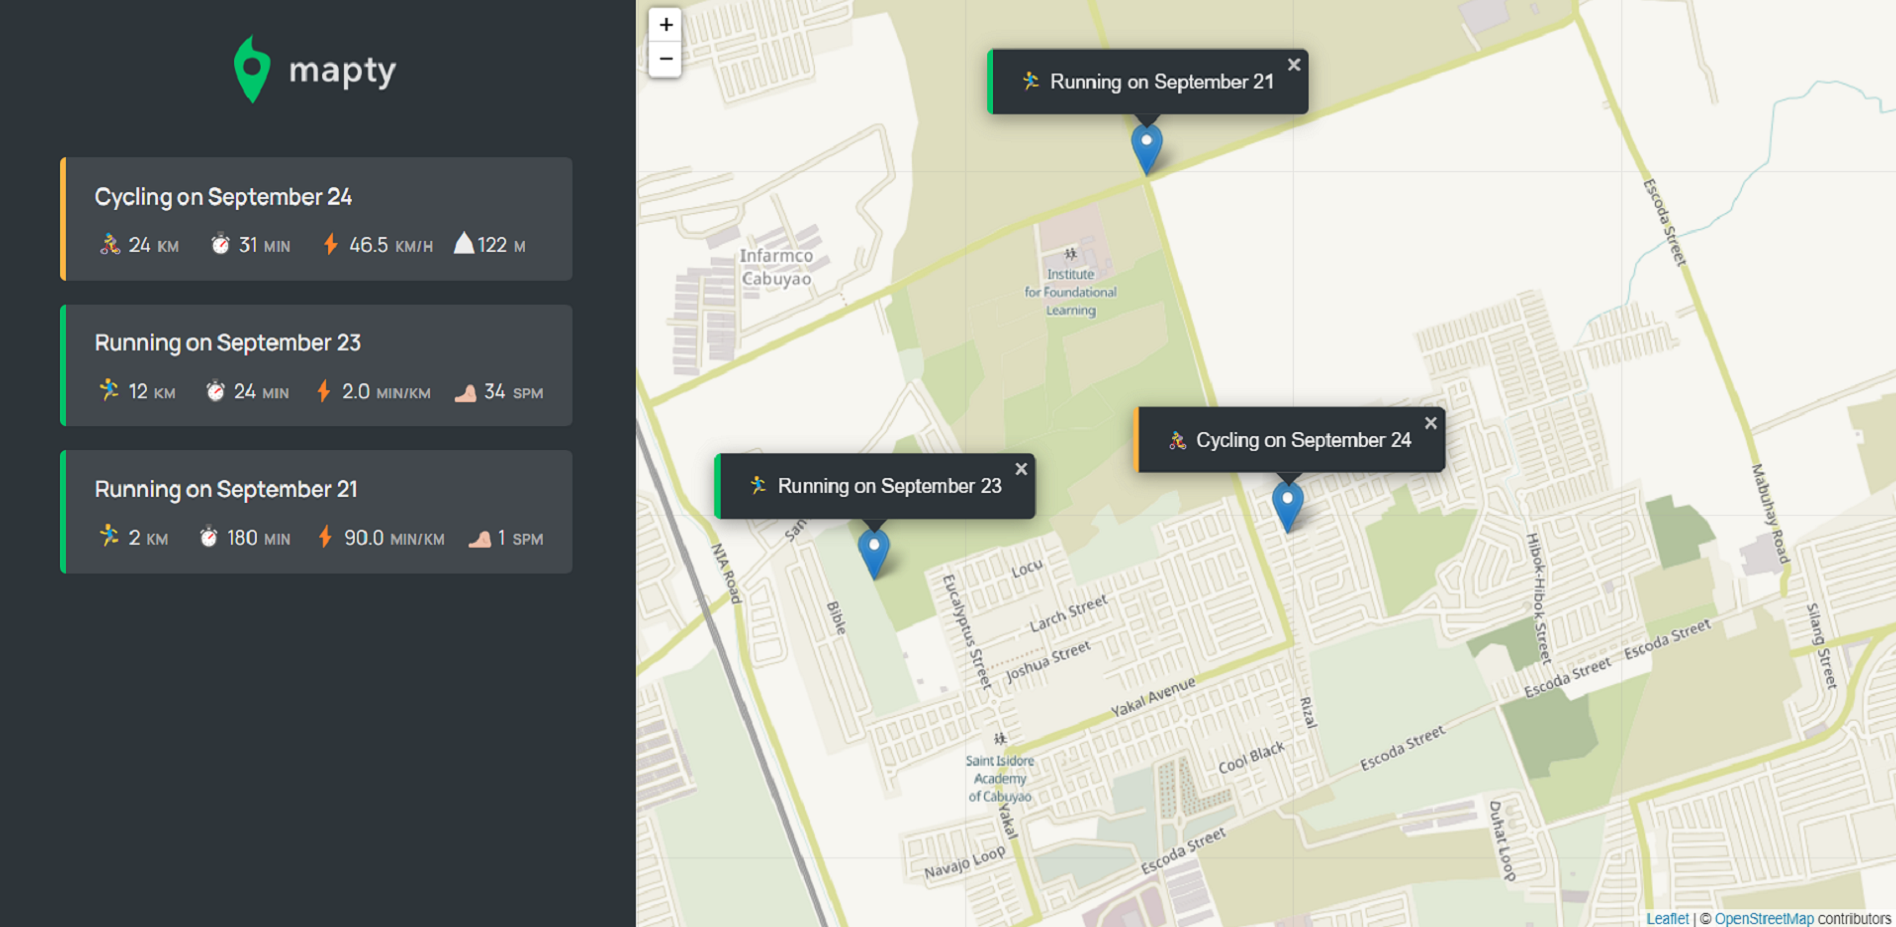 mapty
Cycling on September 24
24 KM 31 MIN 46.5 KM/H 122 M
Running on September 23
12 KM 24 MIN 2.0 MIN/KM 34 SPM
Running on September 21
2 KM 180 MIN 90.0 MIN/KM 1 SPM
+
−
Running on September 21 ×
Escoda Street
Infarmco
Cabuyao
Institute
for Foundational
Learning
Cycling on September 24 ×
Running on September 23 ×
Mabuhay Road
San
NIA Road
Bible
Locu
Eucalyptus Street
Larch Street
Joshua Street
Hibok-Hibok Street
Silang Street
Escoda Street
Escoda Street
Yakal Avenue
Rizal
Escoda Street
Cool Black
Saint Isidore
Academy
of Cabuyao
Yakal
Duhat Loop
Escoda Street
Navajo Loop
Leaflet | © OpenStreetMap contributors